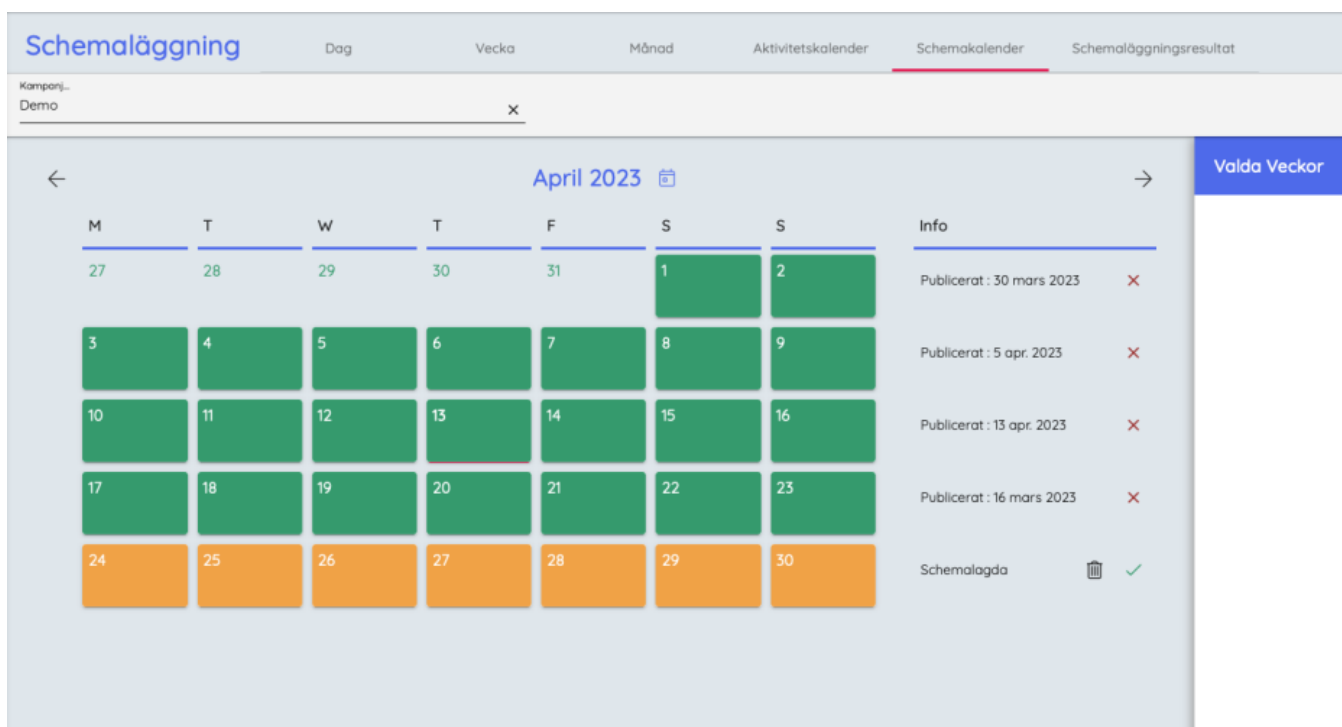 Schemaläggning Dag Vecka Månad Aktivitetskalender Schemakalender Schemaläggningsresultat
Kampanj...
Demo
April 2023
Valda Veckor
M T W T F S S Info
27 28 29 30 31 1 2 Publicerat : 30 mars 2023
3 4 5 6 7 8 9 Publicerat : 5 apr. 2023
10 11 12 13 14 15 16 Publicerat : 13 apr. 2023
17 18 19 20 21 22 23 Publicerat : 16 mars 2023
24 25 26 27 28 29 30 Schemalagda